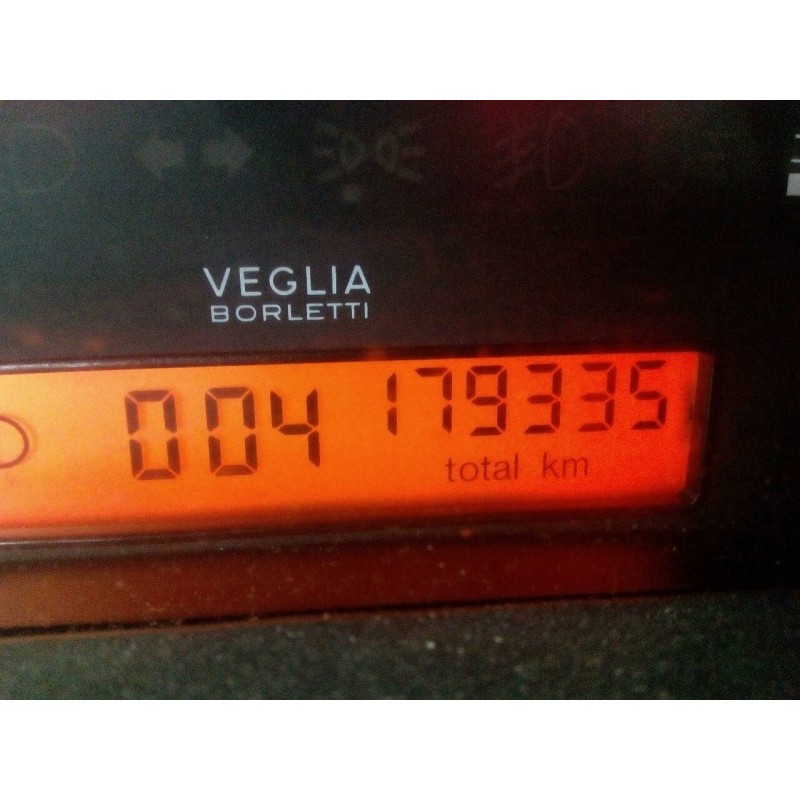 VEGLIA
BORLETTI
004 179335
total km